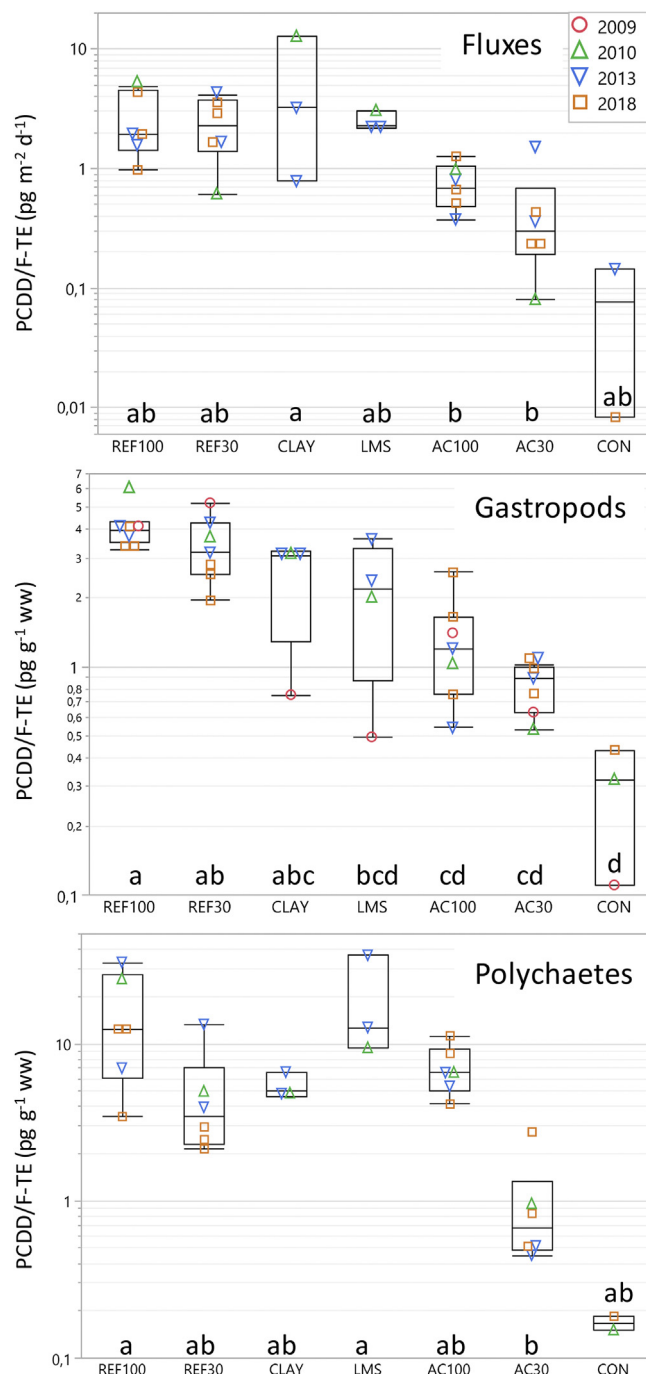 Fluxes
2009
2010
2013
2018
PCDD/F-TE (pg m⁻² d⁻¹)
10
1
0,1
0,01
ab ab a ab b b ab
REF100 REF30 CLAY LMS AC100 AC30 CON
Gastropods
PCDD/F-TE (pg g⁻¹ ww)
7
6
5
4
3
2
1
0,8
0,7
0,6
0,5
0,4
0,3
0,2
0,1
a ab abc bcd cd cd d
REF100 REF30 CLAY LMS AC100 AC30 CON
Polychaetes
PCDD/F-TE (pg g⁻¹ ww)
10
1
0,1
ab
a ab ab a ab b
REF100 REF30 CLAY LMS AC100 AC30 CON